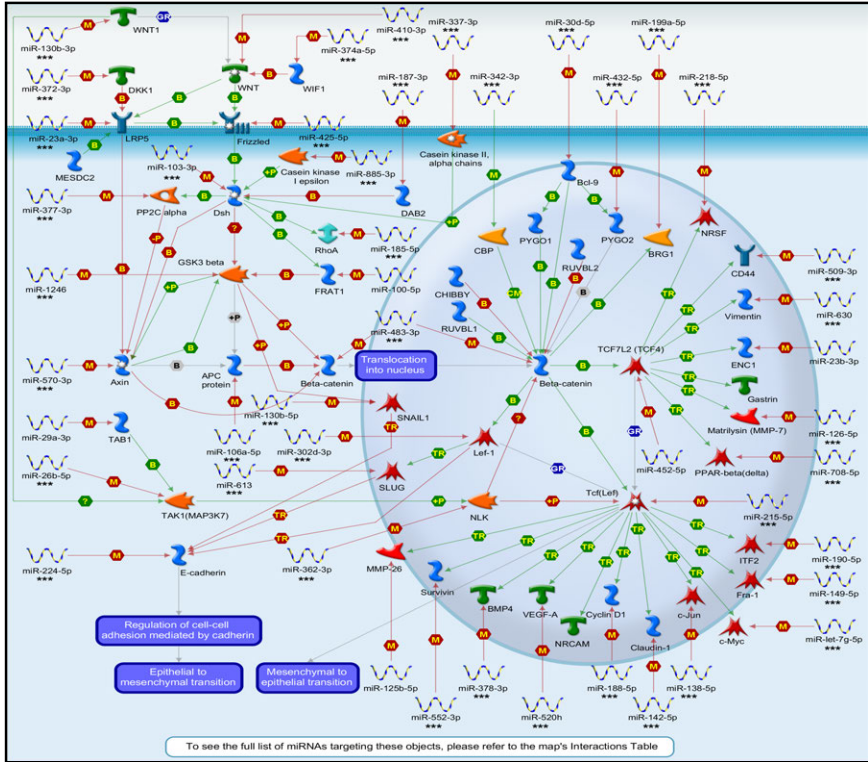 miR-130b-3p
***
WNT1
GR
M
miR-410-3p
***
miR-337-3p
***
miR-30d-5p
***
miR-199a-5p
***
miR-374a-5p
***
miR-372-3p
***
DKK1
WNT
WIF1
miR-187-3p
***
miR-342-3p
***
miR-432-5p
***
miR-218-5p
***
miR-23a-3p
***
LRP5
Frizzled
miR-425-5p
***
MESDC2
miR-103-3p
***
Casein kinase
I epsilon
miR-885-3p
***
Casein kinase II,
alpha chains
Bcl-9
miR-377-3p
***
PP2C alpha
Dsh
DAB2
RhoA
miR-185-5p
***
CBP
PYGO1
PYGO2
BRG1
NRSF
RUVBL2
GSK3 beta
miR-1246
***
FRAT1
miR-100-5p
***
CHIBBY
RUVBL1
CD44
miR-509-3p
***
miR-483-3p
***
Vimentin
miR-630
***
Translocation
into nucleus
TCF7L2 (TCF4)
ENC1
miR-23b-3p
***
miR-570-3p
***
Axin
APC
protein
Beta-catenin
Beta-catenin
Gastrin
miR-130b-5p
***
SNAIL1
Matrilysin (MMP-7)
miR-126-5p
***
miR-29a-3p
***
TAB1
miR-106a-5p
***
miR-302d-3p
***
Lef-1
miR-452-5p
***
PPAR-beta(delta)
miR-708-5p
***
miR-26b-5p
***
miR-613
***
SLUG
Tcf(Lef)
miR-215-5p
***
TAK1(MAP3K7)
NLK
miR-224-5p
***
E-cadherin
miR-362-3p
***
MMP-26
Survivin
ITF2
miR-190-5p
***
BMP4
VEGF-A
NRCAM
Cyclin D1
Claudin-1
c-Jun
Fra-1
miR-149-5p
***
c-Myc
miR-let-7g-5p
***
Regulation of cell-cell
adhesion mediated by cadherin
Epithelial to
mesenchymal transition
Mesenchymal to
epithelial transition
miR-125b-5p
***
miR-378-3p
***
miR-188-5p
***
miR-138-5p
***
miR-552-3p
***
miR-520h
***
miR-142-5p
***
To see the full list of miRNAs targeting these objects, please refer to the map's Interactions Table